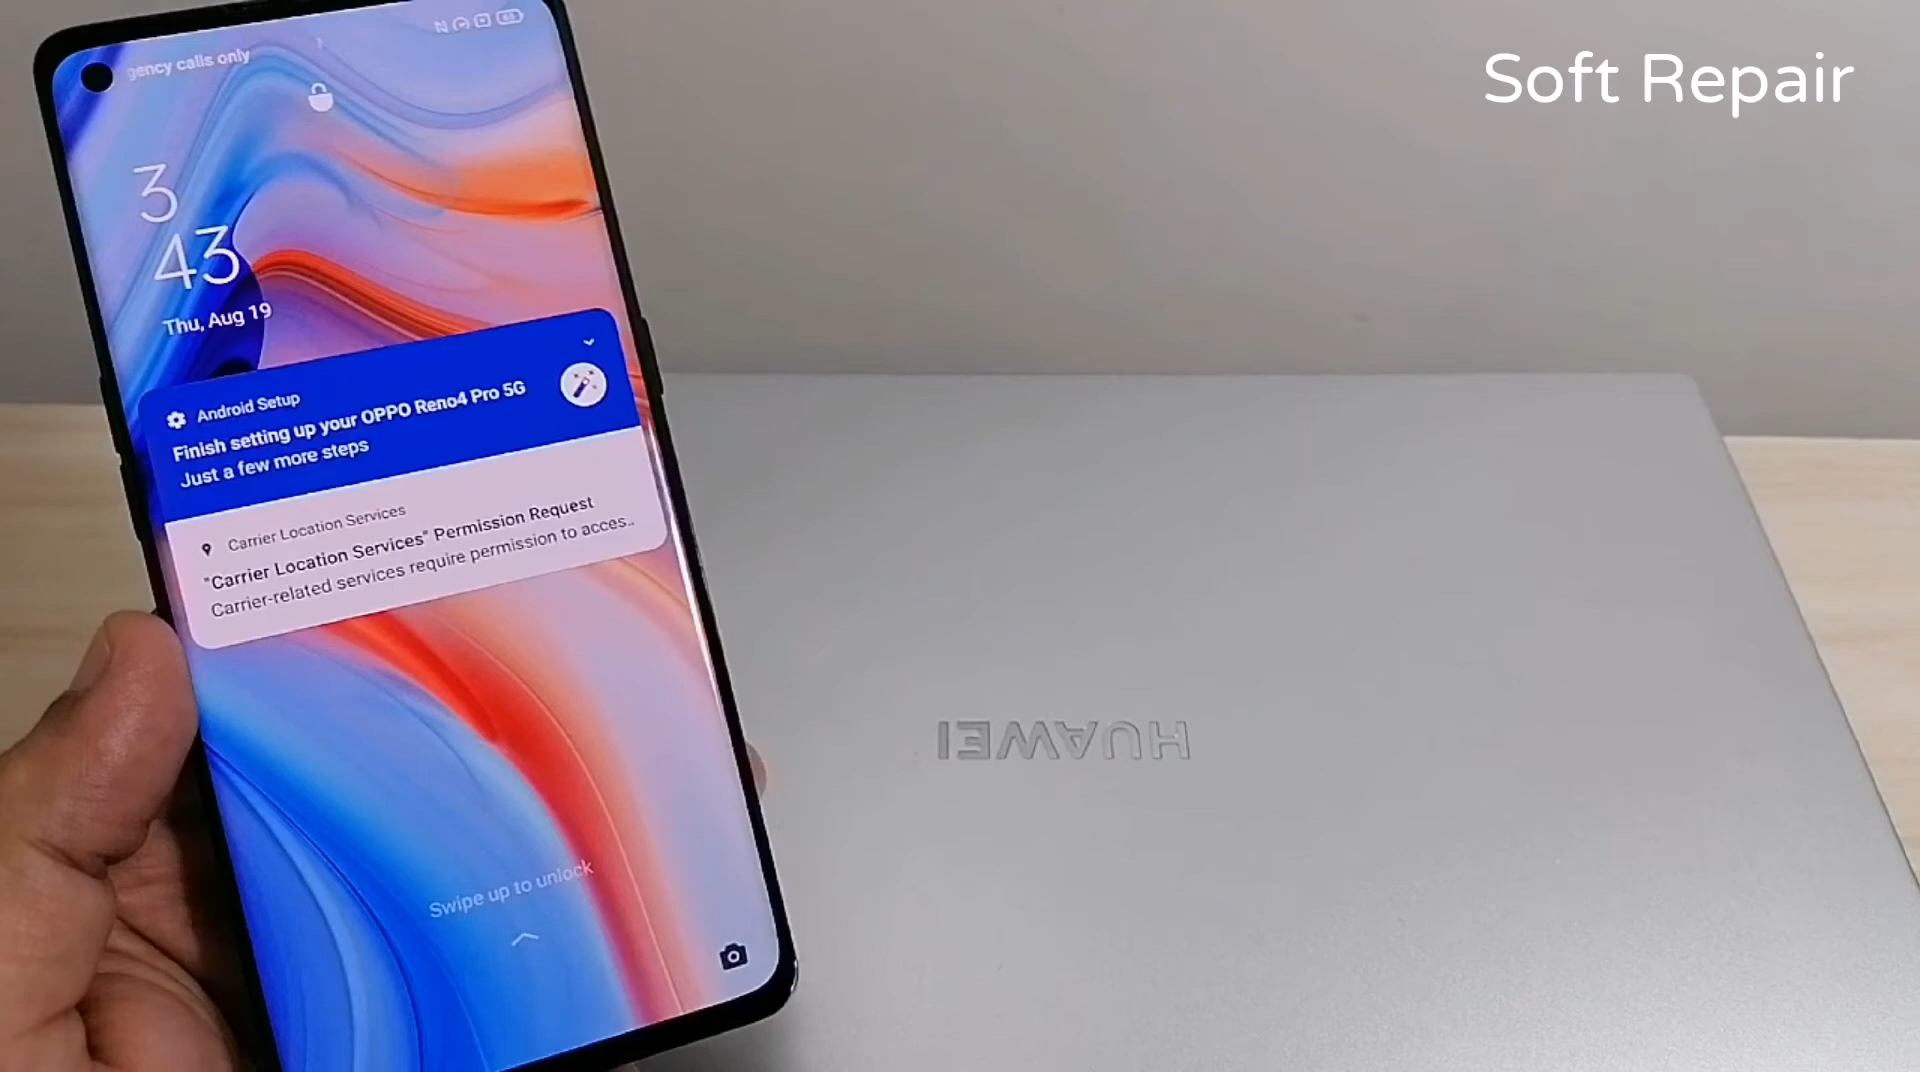 Soft Repair
gency calls only
65
3
43
Thu, Aug 19
Android Setup
Finish setting up your OPPO Reno4 Pro 5G
Just a few more steps
Carrier Location Services
"Carrier Location Services" Permission Request
Carrier-related services require permission to acces..
Swipe up to unlock
HUAWEI